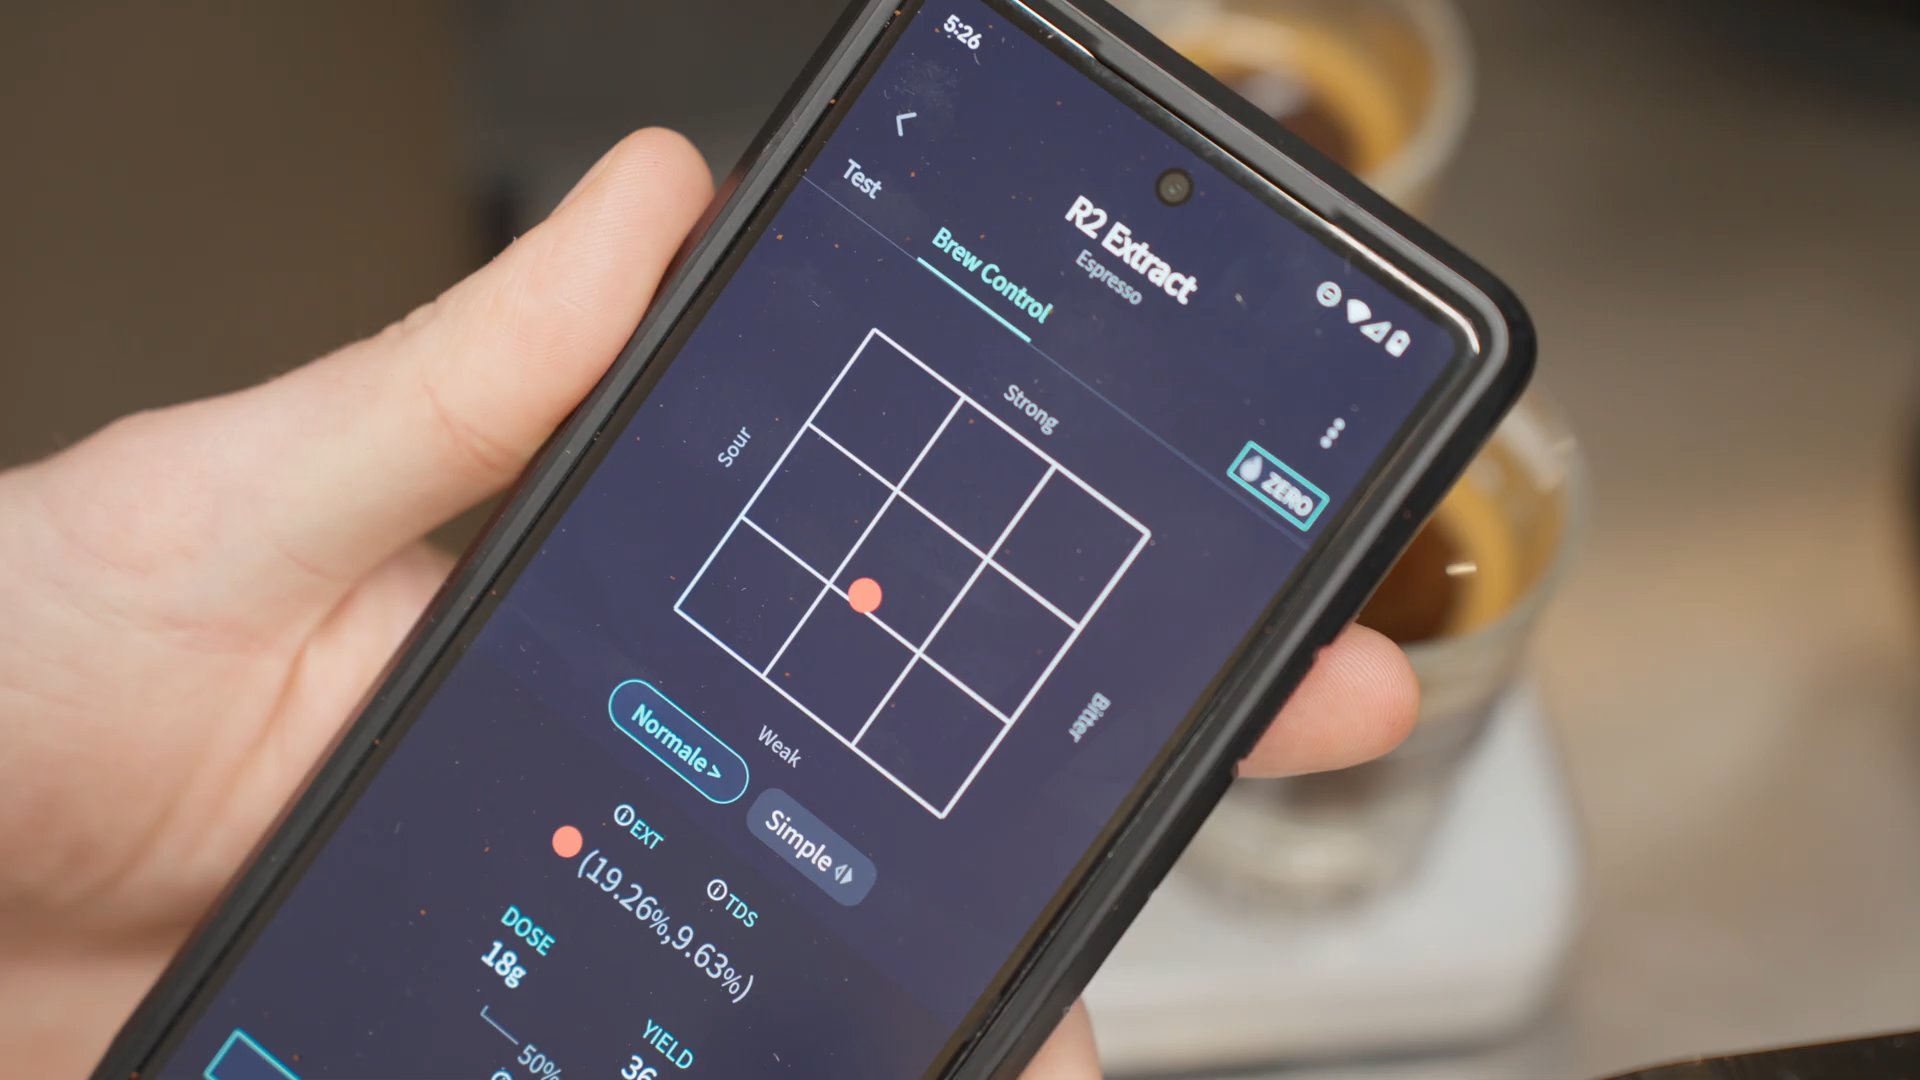 5:26
R2 Extract
Espresso
Test
Brew Control
ZERO
Strong
Sour
Bitter
Weak
Normale >
Simple
EXT
TDS
(19.26%,9.63%)
DOSE
18g
YIELD
36
50%